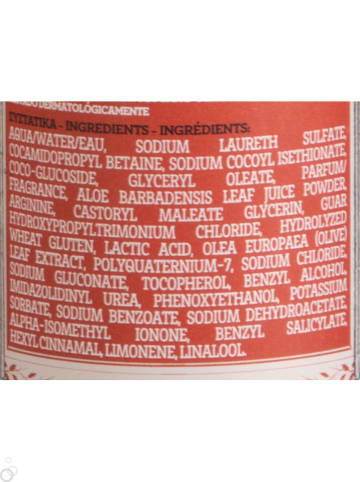 DERMATOLÓGICAMENTE
ΣΥΣΤΑΤΙΚΑ - INGREDIENTS - INGRÉDIENTS:
AQUA/WATER/EAU, SODIUM LAURETH SULFATE,
COCAMIDOPROPYL BETAINE, SODIUM COCOYL ISETHIONATE,
COCO-GLUCOSIDE, GLYCERYL OLEATE, PARFUM/
FRAGRANCE, ALOE BARBADENSIS LEAF JUICE POWDER,
ARGININE, CASTORYL MALEATE GLYCERIN, GUAR
HYDROXYPROPYLTRIMONIUM CHLORIDE, HYDROLYZED
WHEAT GLUTEN, LACTIC ACID, OLEA EUROPAEA (OLIVE)
LEAF EXTRACT, POLYQUATERNIUM-7, SODIUM CHLORIDE,
SODIUM GLUCONATE, TOCOPHEROL, BENZYL ALCOHOL,
IMIDAZOLIDINYL UREA, PHENOXYETHANOL, POTASSIUM
SORBATE, SODIUM BENZOATE, SODIUM DEHYDROACETATE,
ALPHA-ISOMETHYL IONONE, BENZYL SALICYLATE,
HEXYL CINNAMAL, LIMONENE, LINALOOL.